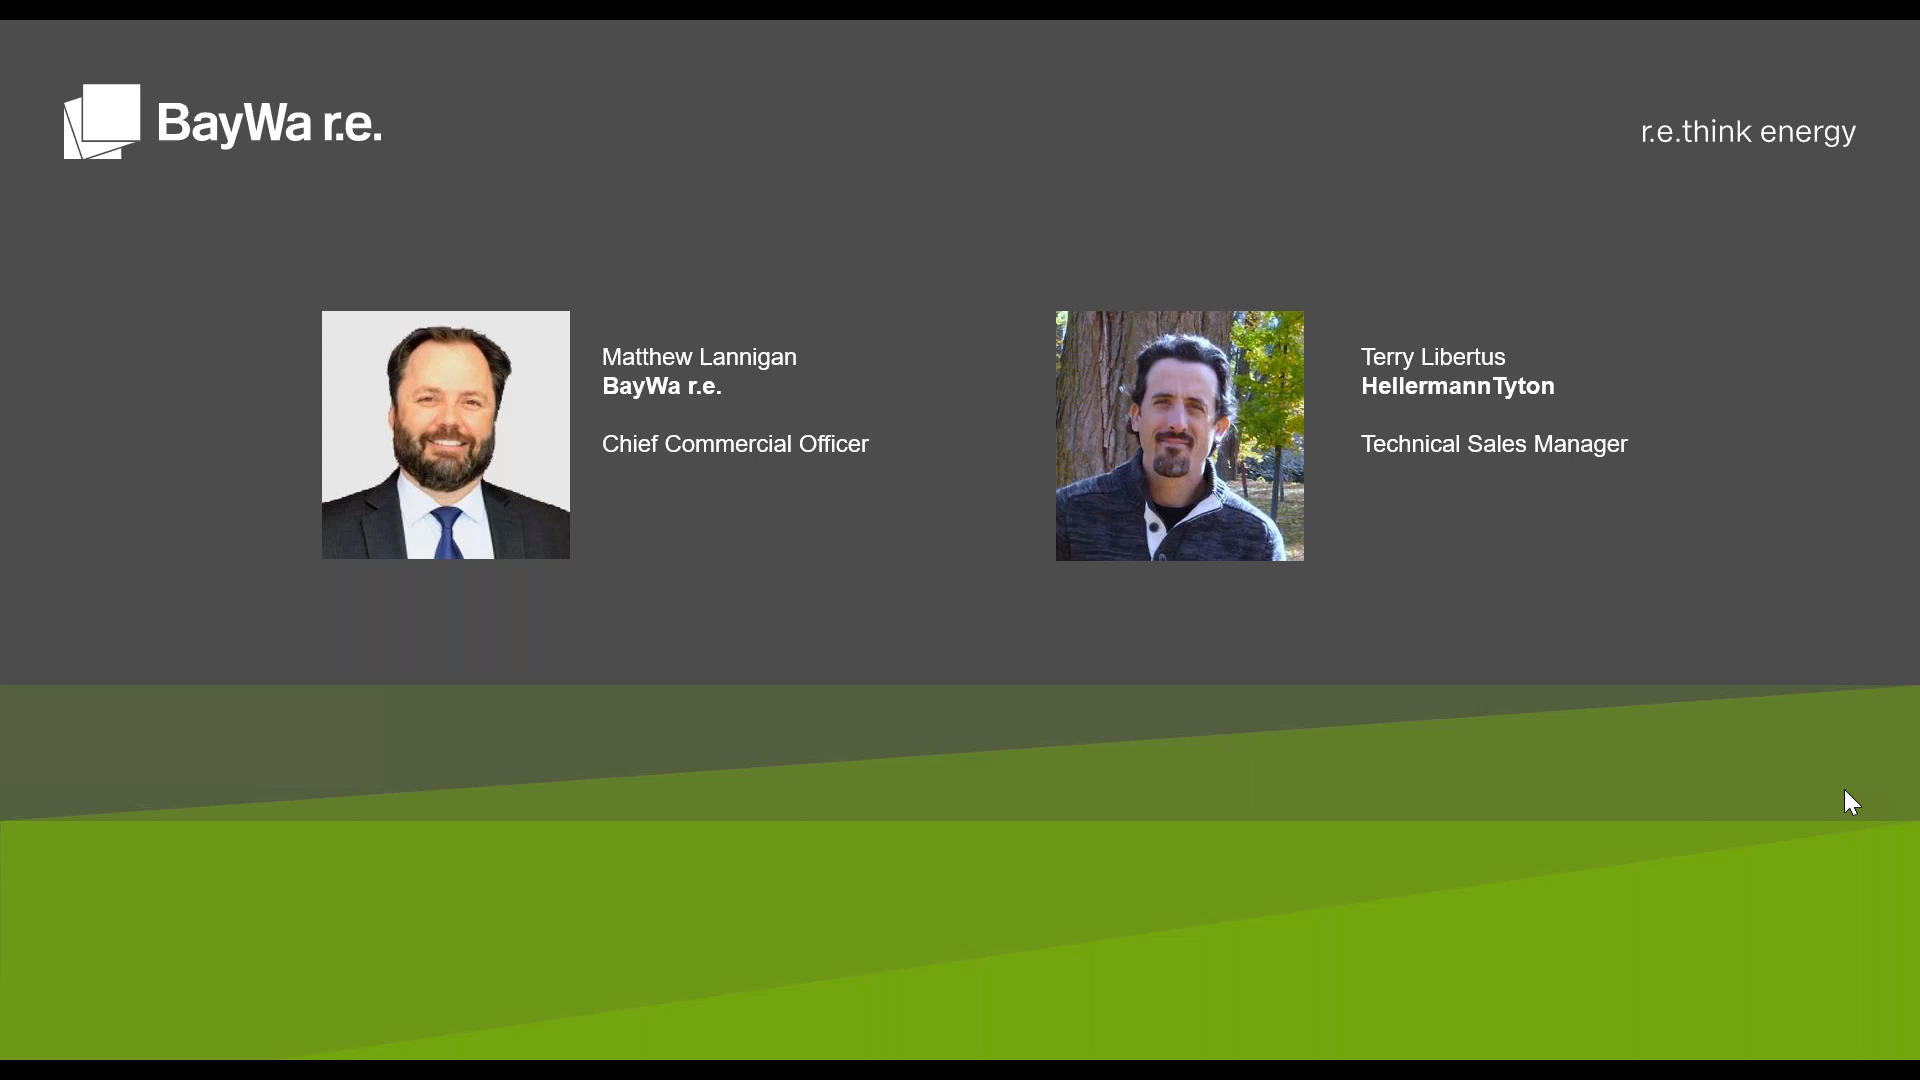 BayWa r.e.
r.e.think energy
Matthew Lannigan
BayWa r.e.
Chief Commercial Officer
Terry Libertus
HellermannTyton
Technical Sales Manager